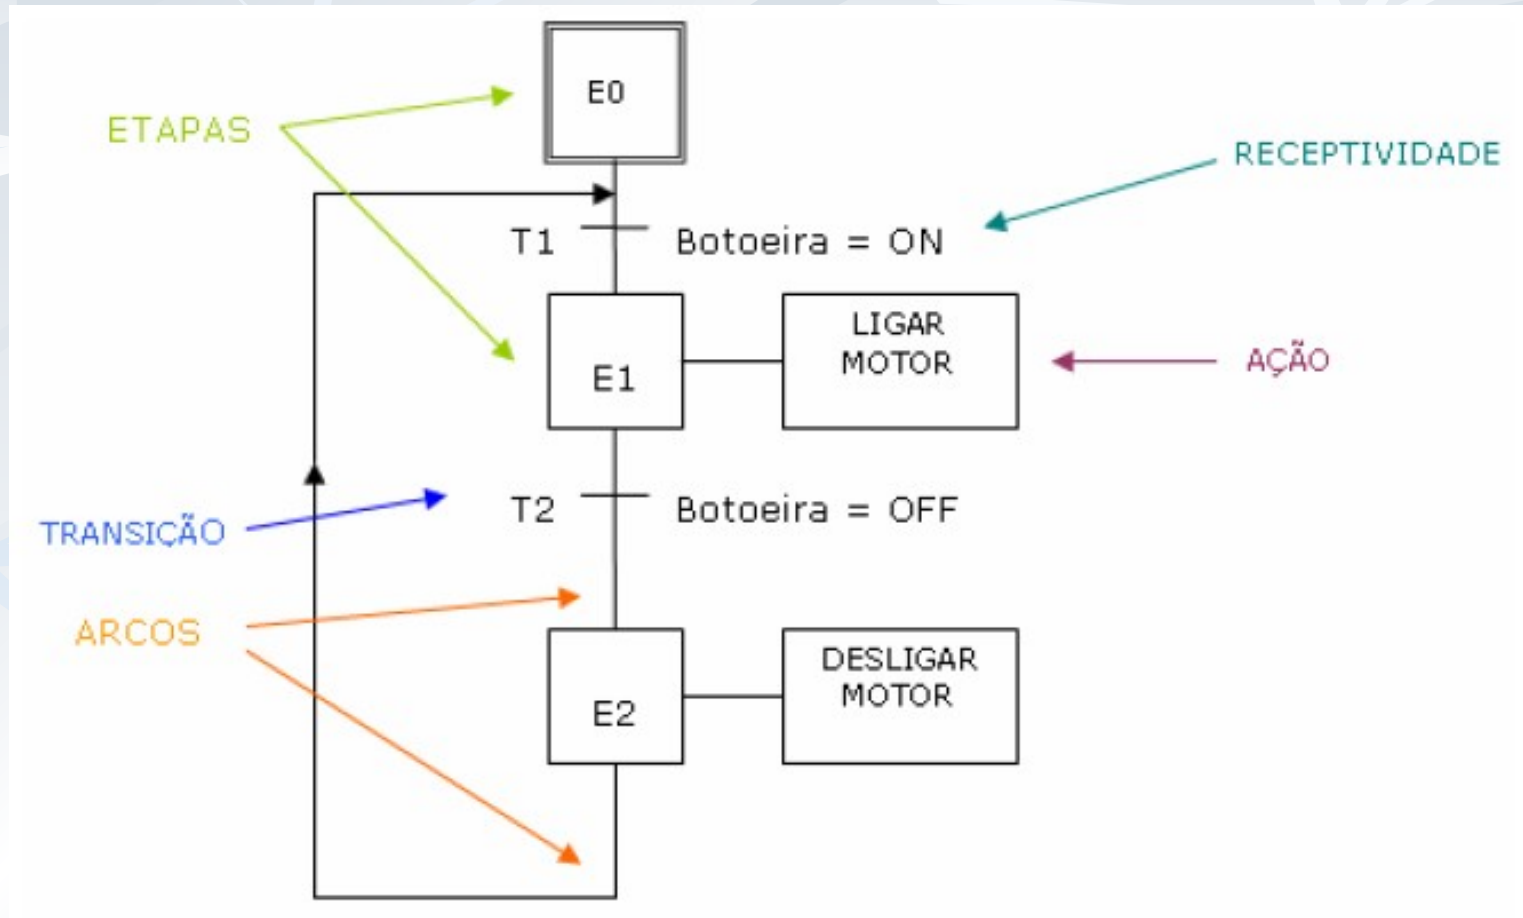 E0
ETAPAS
RECEPTIVIDADE
T1 Botoeira = ON
LIGAR
MOTOR
AÇÃO
E1
T2 Botoeira = OFF
TRANSIÇÃO
ARCOS
DESLIGAR
MOTOR
E2